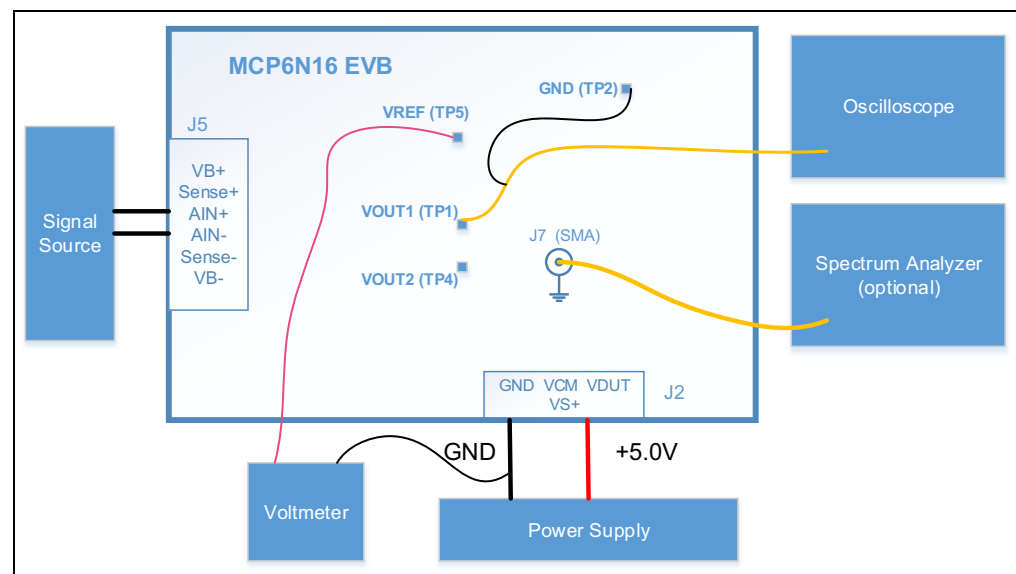 MCP6N16 EVB
GND (TP2)
VREF (TP5)
J5
VB+
Sense+
AIN+
AIN-
Sense-
VB-
Signal
Source
VOUT1 (TP1)
VOUT2 (TP4)
J7 (SMA)
Oscilloscope
Spectrum Analyzer
(optional)
GND VCM VDUT
VS+
J2
GND
+5.0V
Voltmeter
Power Supply